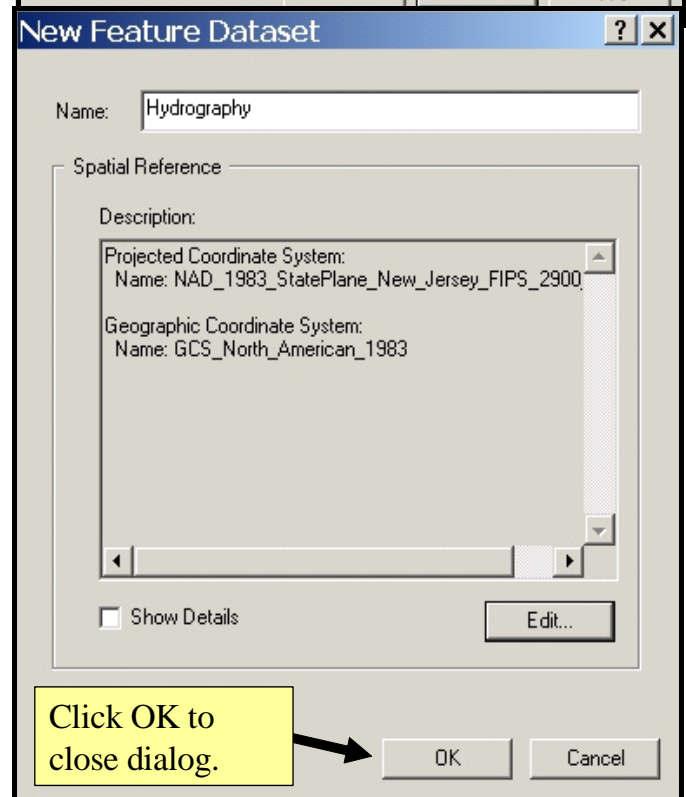 New Feature Dataset
Name: Hydrography
Spatial Reference
Description:
Projected Coordinate System:
Name: NAD_1983_StatePlane_New_Jersey_FIPS_2900_
Geographic Coordinate System:
Name: GCS_North_American_1983
Show Details
Edit...
Click OK to
close dialog.
OK
Cancel